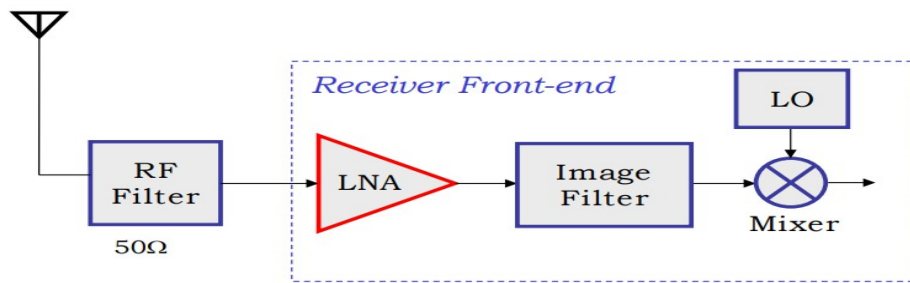 Receiver Front-end
LO
RF
Filter
50Ω
LNA
Image
Filter
Mixer